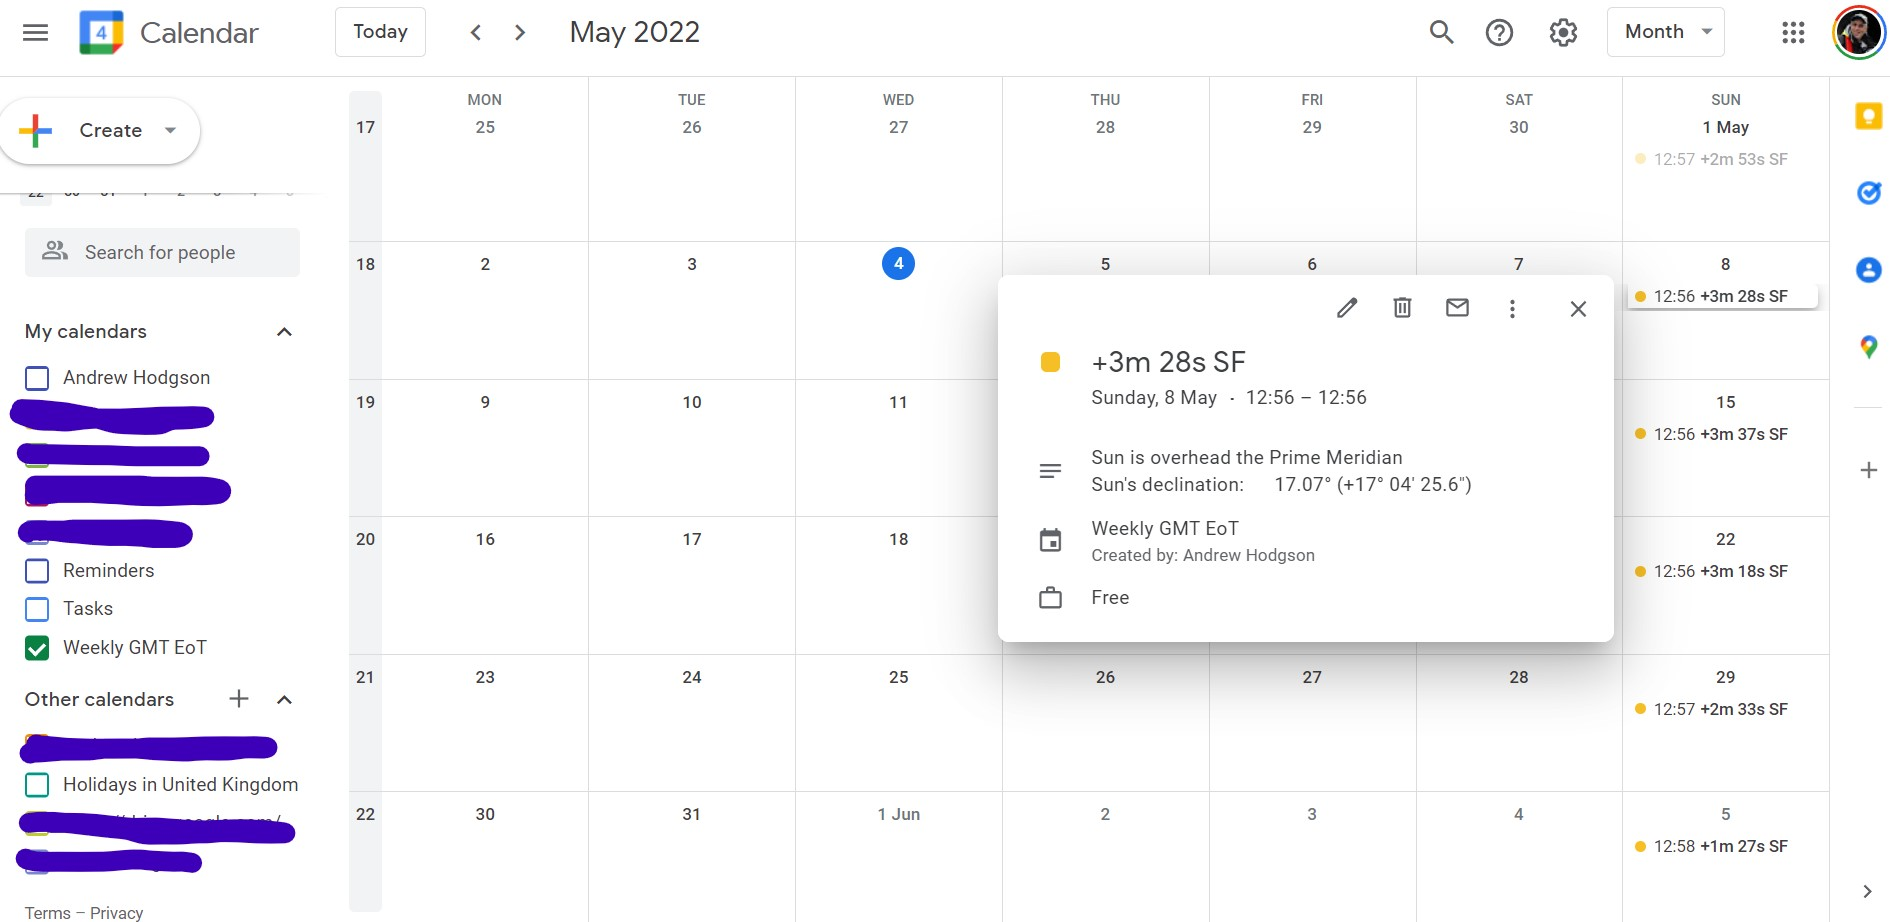 4 Calendar Today May 2022 Month
Create
Search for people
My calendars
Andrew Hodgson
Reminders
Tasks
Weekly GMT EoT
Other calendars
Holidays in United Kingdom
Terms – Privacy
MON TUE WED THU FRI SAT SUN
17 25 26 27 28 29 30 1 May
12:57 +2m 53s SF
18 2 3 4 5 6 7 8
12:56 +3m 28s SF
+3m 28s SF
Sunday, 8 May · 12:56 – 12:56
Sun is overhead the Prime Meridian
Sun's declination: 17.07° (+17° 04' 25.6")
Weekly GMT EoT
Created by: Andrew Hodgson
Free
19 9 10 11 15
12:56 +3m 37s SF
20 16 17 18 22
12:56 +3m 18s SF
21 23 24 25 26 27 28 29
12:57 +2m 33s SF
22 30 31 1 Jun 2 3 4 5
12:58 +1m 27s SF